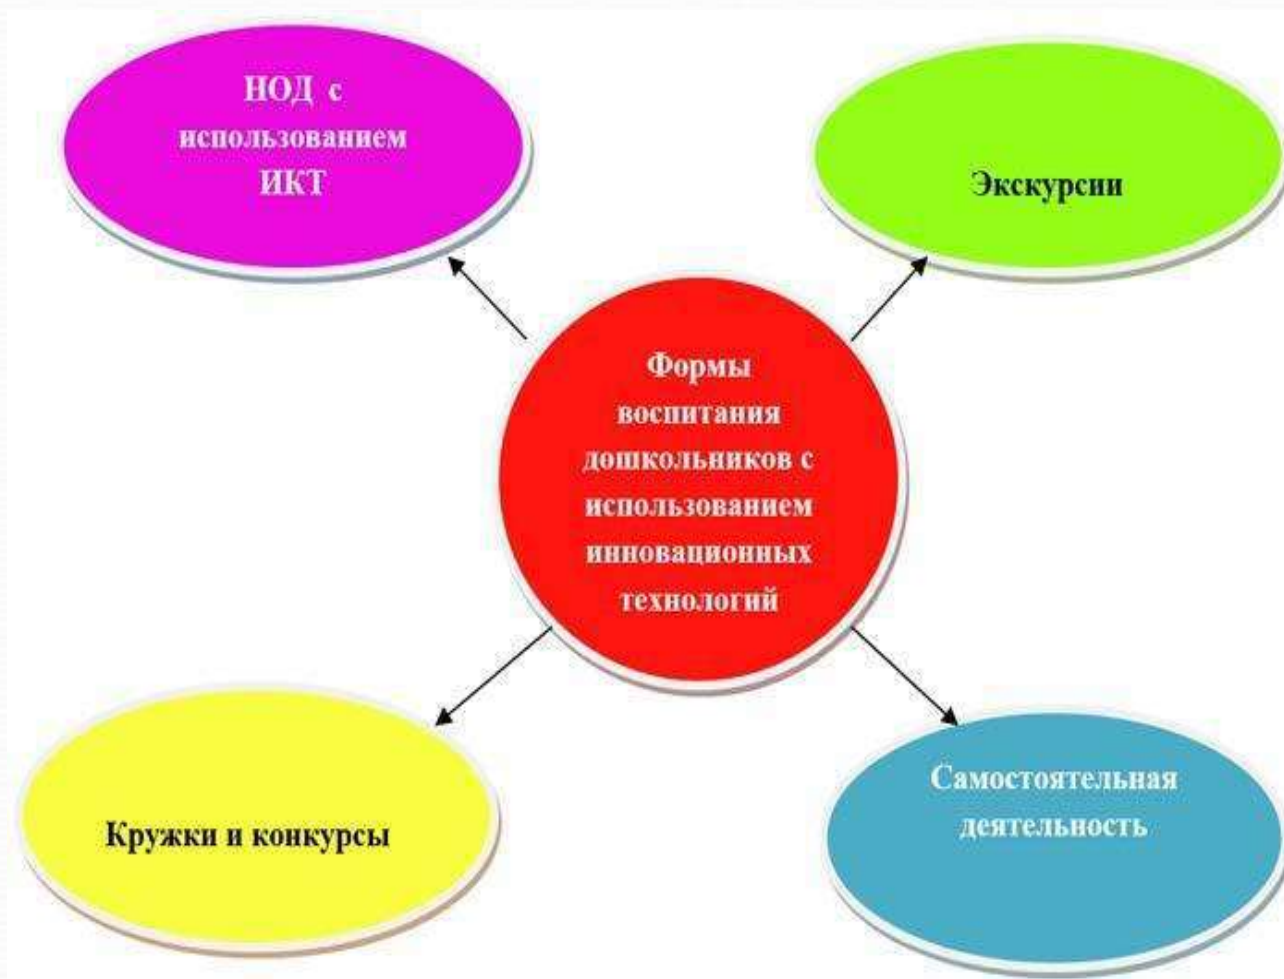 НОД с
использованием
ИКТ
Экскурсии
Формы
воспитания
дошкольников с
использованием
инновационных
технологий
Кружки и конкурсы
Самостоятельная
деятельность